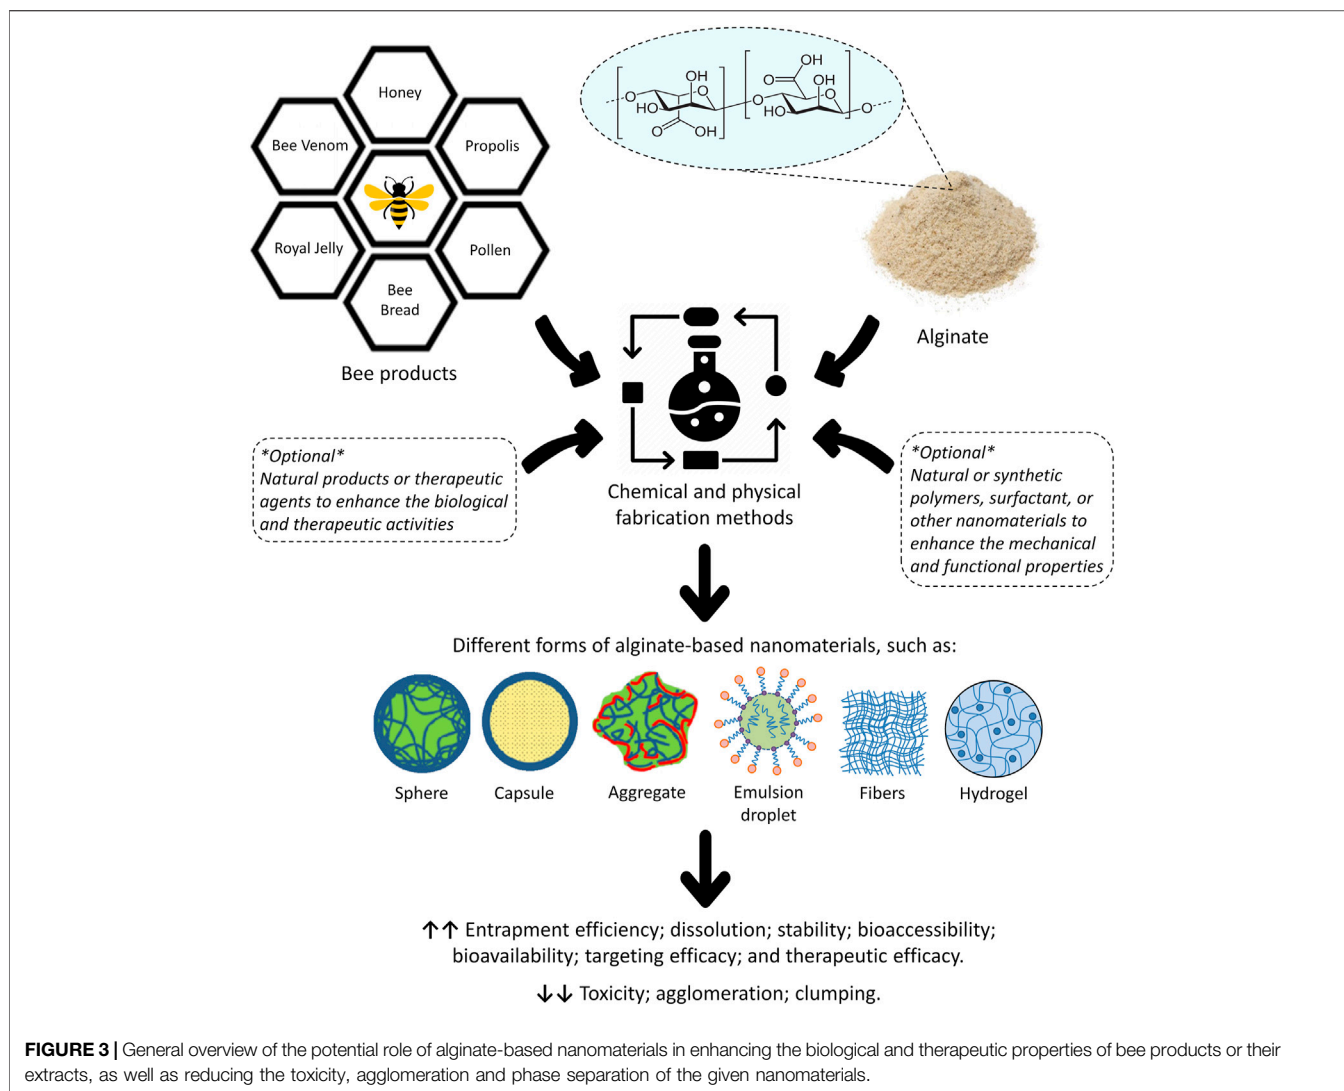 Honey
Bee Venom
Propolis
Royal Jelly
Pollen
Bee
Bread
Bee products
OH
O
OH
O
O
HO
O
OH
O
O
OH
HO
O
OH
Alginate
*Optional*
Natural products or therapeutic
agents to enhance the biological
and therapeutic activities
Chemical and physical
fabrication methods
*Optional*
Natural or synthetic
polymers, surfactant, or
other nanomaterials to
enhance the mechanical
and functional properties
Different forms of alginate-based nanomaterials, such as:
Sphere
Capsule
Aggregate
Emulsion
droplet
Fibers
Hydrogel
↑↑ Entrapment efficiency; dissolution; stability; bioaccessibility;
bioavailability; targeting efficacy; and therapeutic efficacy.
↓↓ Toxicity; agglomeration; clumping.
FIGURE 3 | General overview of the potential role of alginate-based nanomaterials in enhancing the biological and therapeutic properties of bee products or their
extracts, as well as reducing the toxicity, agglomeration and phase separation of the given nanomaterials.